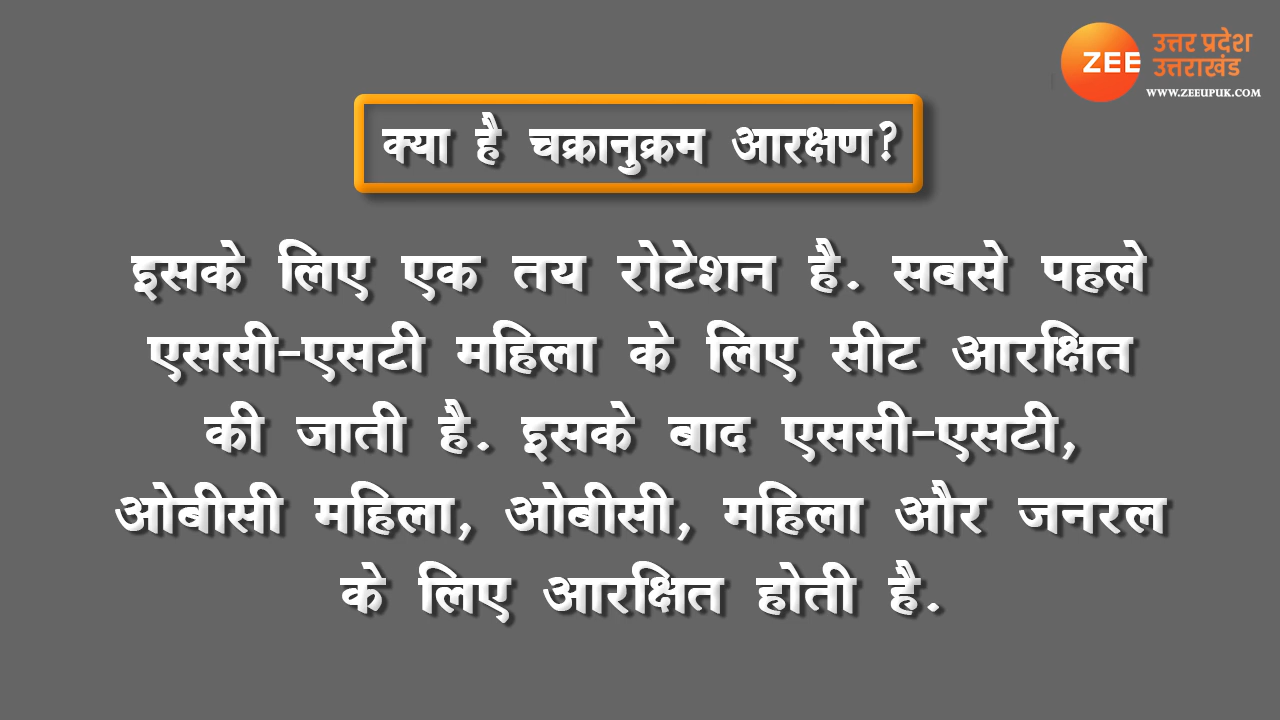 ZEE
उत्तर प्रदेश
उत्तराखंड
WWW.ZEEUPUK.COM
क्या है चक्रानुक्रम आरक्षण?
इसके लिए एक तय रोटेशन है. सबसे पहले
एससी-एसटी महिला के लिए सीट आरक्षित
की जाती है. इसके बाद एससी-एसटी,
ओबीसी महिला, ओबीसी, महिला और जनरल
के लिए आरक्षित होती है.